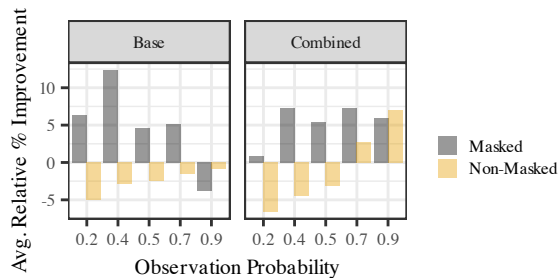 Base
Combined
Avg. Relative % Improvement
10
5
0
-5
0.2 0.4 0.5 0.7 0.9
0.2 0.4 0.5 0.7 0.9
Observation Probability
Masked
Non-Masked